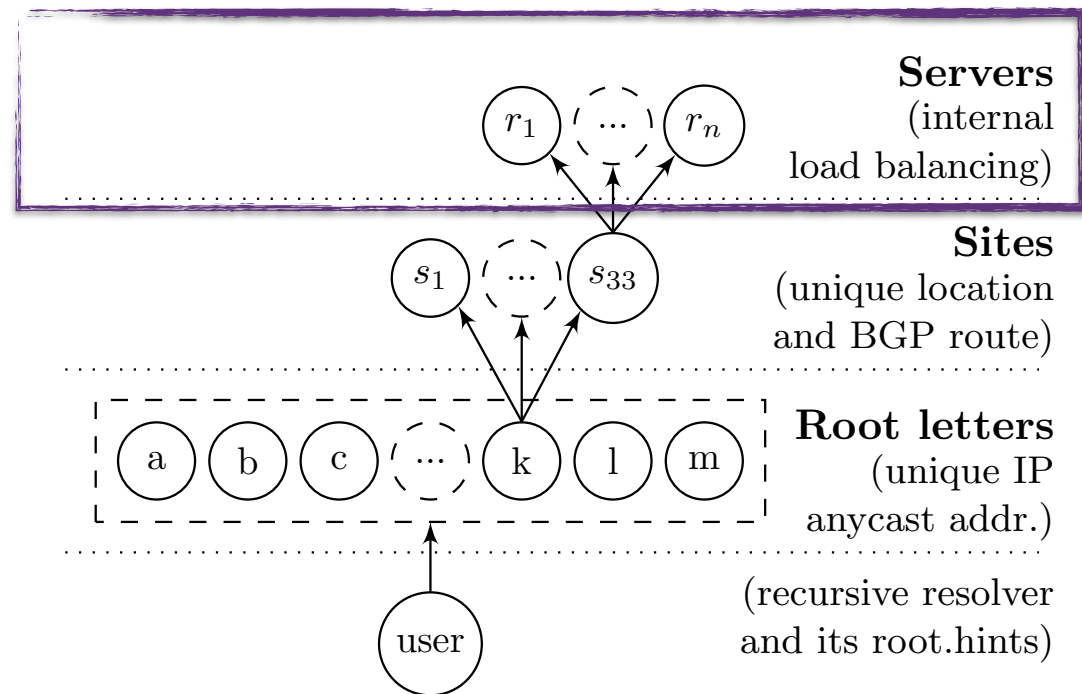 Servers
(internal
load balancing)
r₁ ... rₙ
Sites
(unique location
and BGP route)
s₁ ... s₃₃
Root letters
(unique IP
anycast addr.)
a b c ... k l m
(recursive resolver
and its root.hints)
user